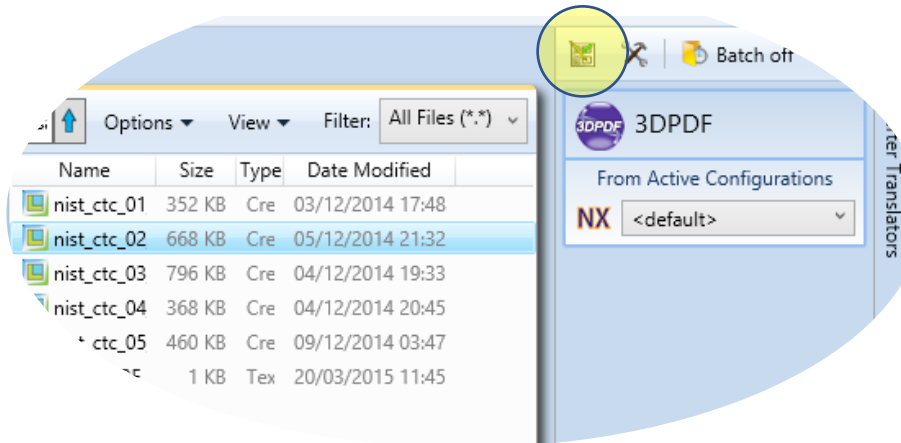 Batch off
Options View Filter: All Files (*.*)
3DPDF 3DPDF
Name Size Type Date Modified
From Active Configurations
nist_ctc_01 352 KB Cre 03/12/2014 17:48
NX <default>
nist_ctc_02 668 KB Cre 05/12/2014 21:32
nist_ctc_03 796 KB Cre 04/12/2014 19:33
nist_ctc_04 368 KB Cre 04/12/2014 20:45
ctc_05 460 KB Cre 09/12/2014 03:47
1 KB Tex 20/03/2015 11:45
Translators